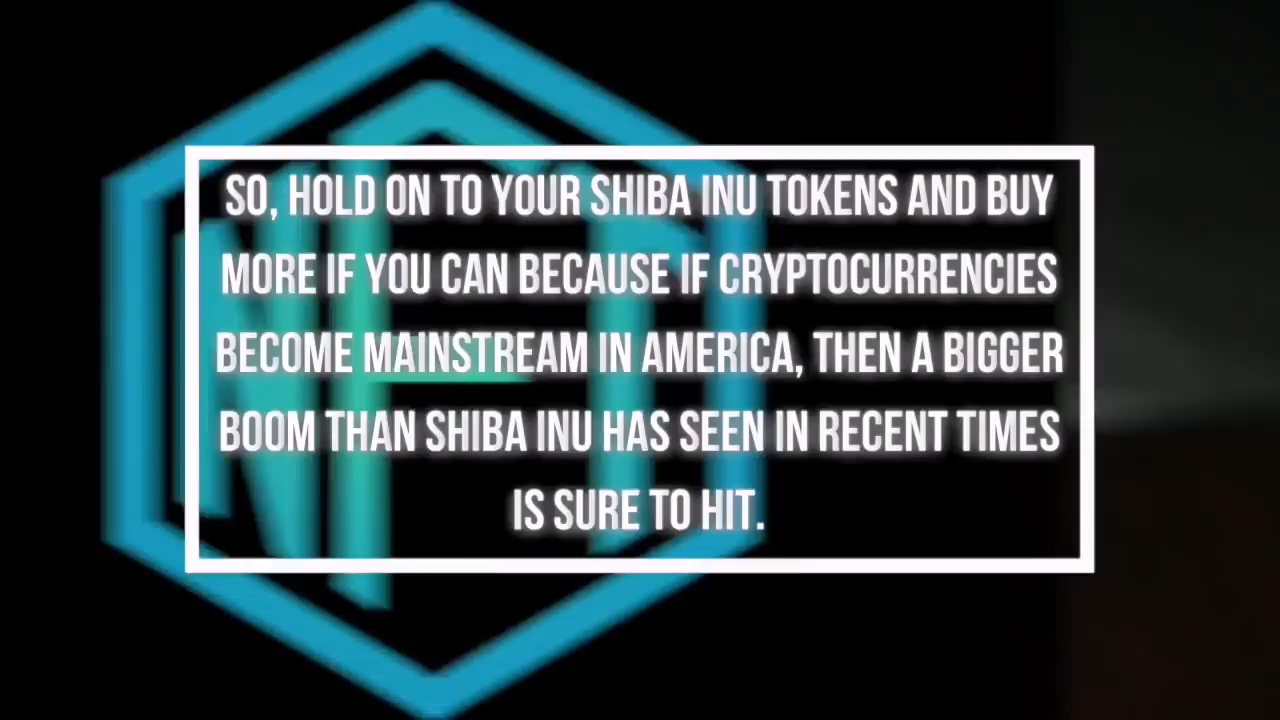 SO, HOLD ON TO YOUR SHIBA INU TOKENS AND BUY
MORE IF YOU CAN BECAUSE IF CRYPTOCURRENCIES
BECOME MAINSTREAM IN AMERICA, THEN A BIGGER
BOOM THAN SHIBA INU HAS SEEN IN RECENT TIMES
IS SURE TO HIT.
NFT